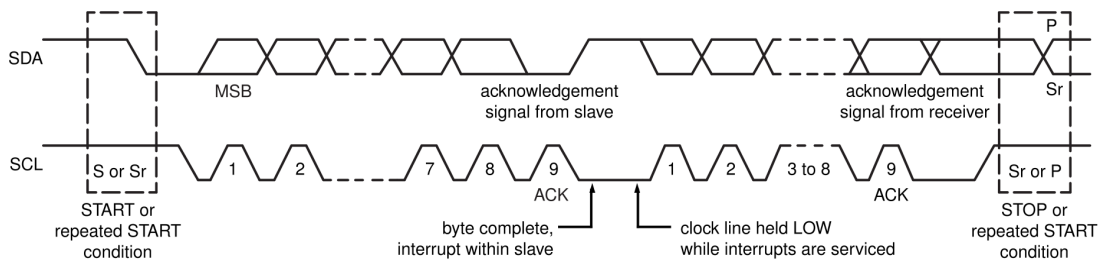 P
SDA
MSB
acknowledgement
signal from slave
acknowledgement
signal from receiver
Sr
SCL
S or Sr
1
2
7
8
9
1
2
3 to 8
9
Sr or P
ACK
ACK
START or
repeated START
condition
byte complete,
interrupt within slave
clock line held LOW
while interrupts are serviced
STOP or
repeated START
condition